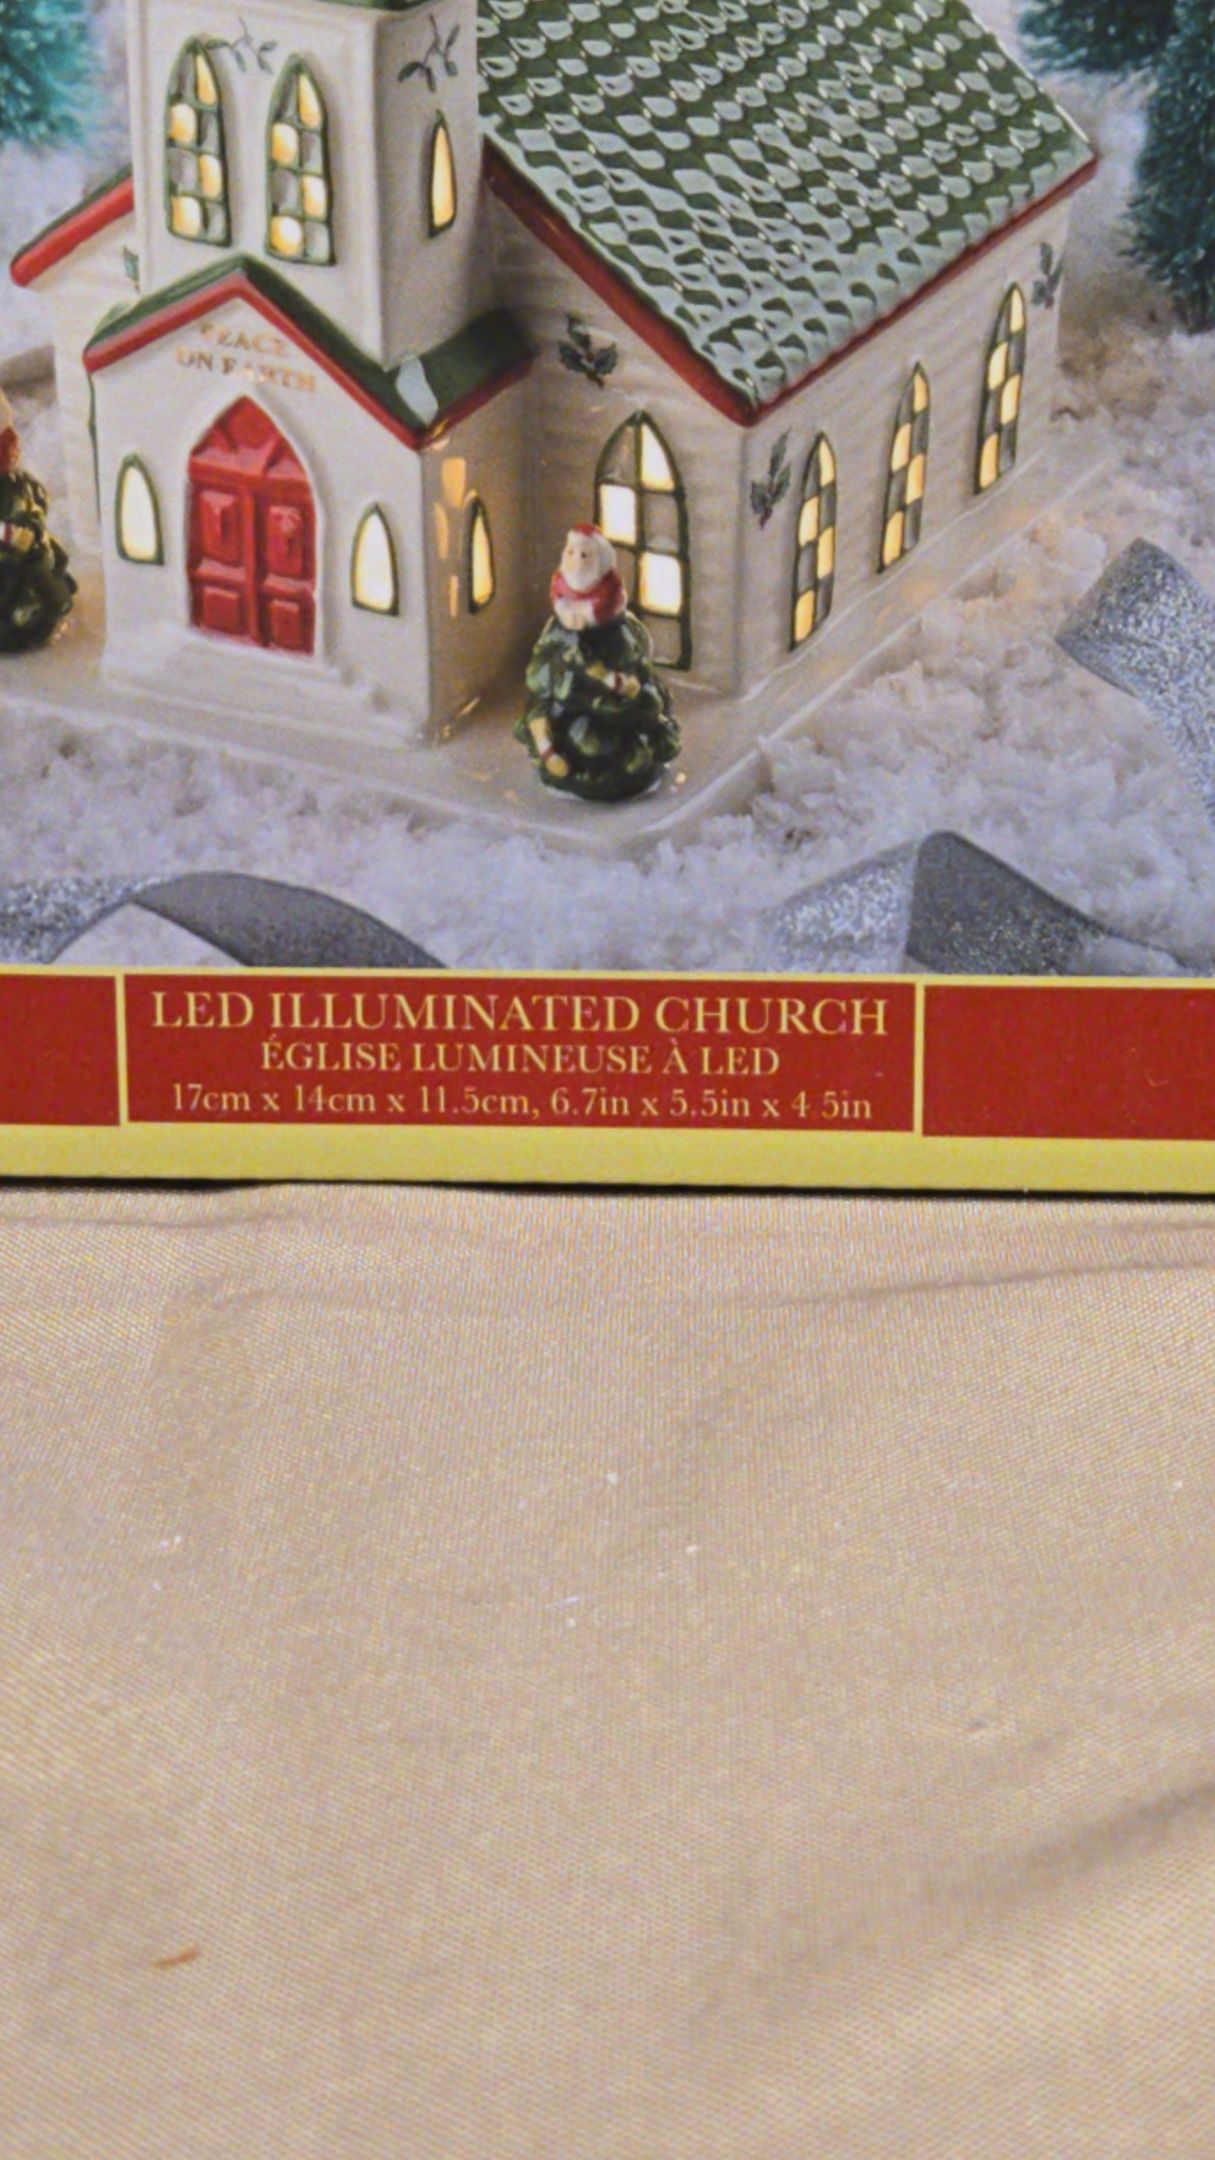 PEACE
ON EARTH
LED ILLUMINATED CHURCH
ÉGLISE LUMINEUSE À LED
17cm x 14cm x 11.5cm, 6.7in x 5.5in x 4.5in